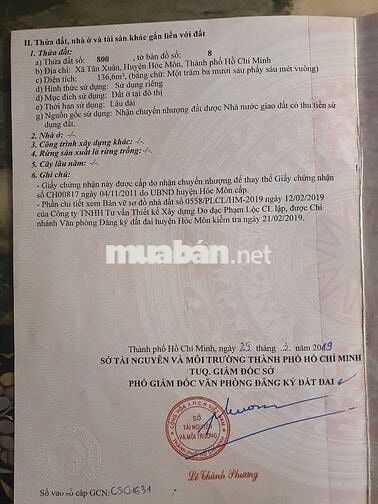 II. Thửa đất, nhà ở và tài sản khác gắn liền với đất
1. Thửa đất:
a) Thửa đất số: 800 , tờ bản đồ số: 8
b) Địa chỉ: Xã Tân Xuân, Huyện Hóc Môn, Thành phố Hồ Chí Minh
c) Diện tích: 136,6m², (bằng chữ: Một trăm ba mươi sáu phẩy sáu mét vuông)
d) Hình thức sử dụng: Sử dụng riêng
đ) Mục đích sử dụng: Đất ở tại đô thị
e) Thời hạn sử dụng: Lâu dài
g) Nguồn gốc sử dụng: Nhận chuyển nhượng đất được Nhà nước giao đất có thu tiền sử
dụng đất.
2. Nhà ở: -/-
3. Công trình xây dựng khác: -/-
4. Rừng sản xuất là rừng trồng: -/-
5. Cây lâu năm: -/-
6. Ghi chú:
- Giấy chứng nhận này được cấp do nhận chuyển nhượng để thay thế Giấy chứng nhận
số CH00817 ngày 04/11/2011 do UBND huyện Hóc Môn cấp.
- Phần chi tiết xem Bản vẽ sơ đồ nhà đất số 0558/PLCL/HM-2019 ngày 12/02/2019
của Công ty TNHH Tư vấn Thiết kế Xây dựng Đo đạc Phạm Lộc CL lập, được Chi
nhánh Văn phòng Đăng ký đất đai huyện Hóc Môn kiểm tra ngày 21/02/2019.
MUABAN.NET
Thành phố Hồ Chí Minh, ngày 25 tháng 2 năm 2019
SỞ TÀI NGUYÊN VÀ MÔI TRƯỜNG THÀNH PHỐ HỒ CHÍ MINH
TUQ. GIÁM ĐỐC SỞ
PHÓ GIÁM ĐỐC VĂN PHÒNG ĐĂNG KÝ ĐẤT ĐAI
SỞ
TÀI NGUYÊN
VÀ MÔI TRƯỜNG
Lê Thành Phương
Số vào sổ cấp GCN: CS01631